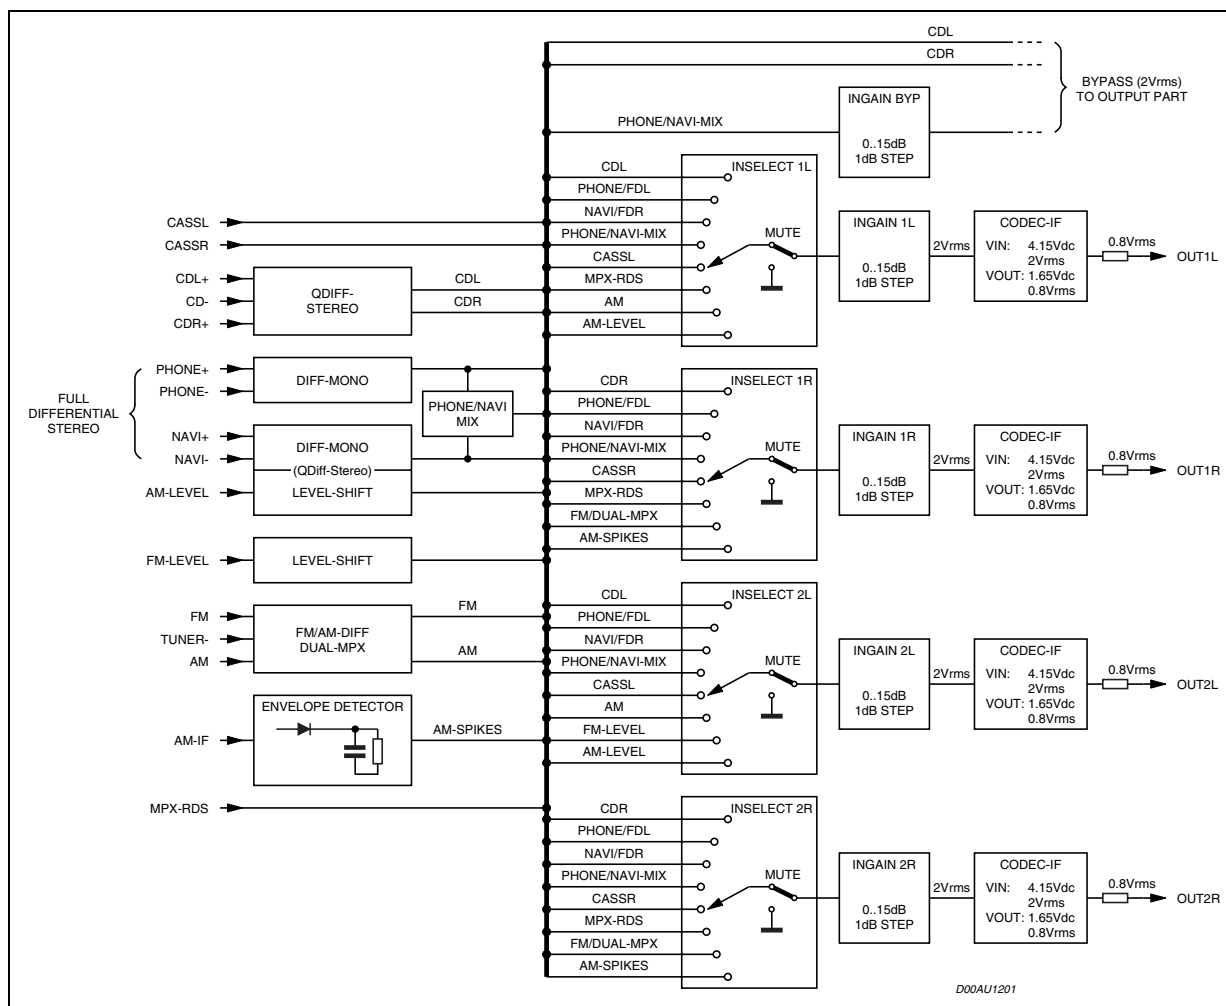 CDL
CDR
BYPASS (2Vrms)
TO OUTPUT PART
INGAIN BYP
0..15dB
1dB STEP
PHONE/NAVI-MIX
CASSL
CASSR
CDL+
CD-
CDR+
QDIFF-
STEREO
CDL
CDR
FULL
DIFFERENTIAL
STEREO
PHONE+
PHONE-
DIFF-MONO
PHONE/NAVI
MIX
NAVI+
NAVI-
DIFF-MONO
(QDiff-Stereo)
AM-LEVEL
LEVEL-SHIFT
FM-LEVEL
LEVEL-SHIFT
FM
TUNER-
AM
FM/AM-DIFF
DUAL-MPX
FM
AM
ENVELOPE DETECTOR
AM-IF
AM-SPIKES
MPX-RDS
INSELECT 1L
CDL
PHONE/FDL
NAVI/FDR
PHONE/NAVI-MIX
CASSL
MPX-RDS
AM
AM-LEVEL
MUTE
INGAIN 1L
0..15dB
1dB STEP
2Vrms
CODEC-IF
VIN: 4.15Vdc
2Vrms
VOUT: 1.65Vdc
0.8Vrms
0.8Vrms
OUT1L
INSELECT 1R
CDR
PHONE/FDL
NAVI/FDR
PHONE/NAVI-MIX
CASSR
MPX-RDS
FM/DUAL-MPX
AM-SPIKES
MUTE
INGAIN 1R
0..15dB
1dB STEP
2Vrms
CODEC-IF
VIN: 4.15Vdc
2Vrms
VOUT: 1.65Vdc
0.8Vrms
0.8Vrms
OUT1R
INSELECT 2L
CDL
PHONE/FDL
NAVI/FDR
PHONE/NAVI-MIX
CASSL
AM
FM-LEVEL
AM-LEVEL
MUTE
INGAIN 2L
0..15dB
1dB STEP
2Vrms
CODEC-IF
VIN: 4.15Vdc
2Vrms
VOUT: 1.65Vdc
0.8Vrms
0.8Vrms
OUT2L
INSELECT 2R
CDR
PHONE/FDL
NAVI/FDR
PHONE/NAVI-MIX
CASSR
MPX-RDS
FM/DUAL-MPX
AM-SPIKES
MUTE
INGAIN 2R
0..15dB
1dB STEP
2Vrms
CODEC-IF
VIN: 4.15Vdc
2Vrms
VOUT: 1.65Vdc
0.8Vrms
0.8Vrms
OUT2R
D00AU1201